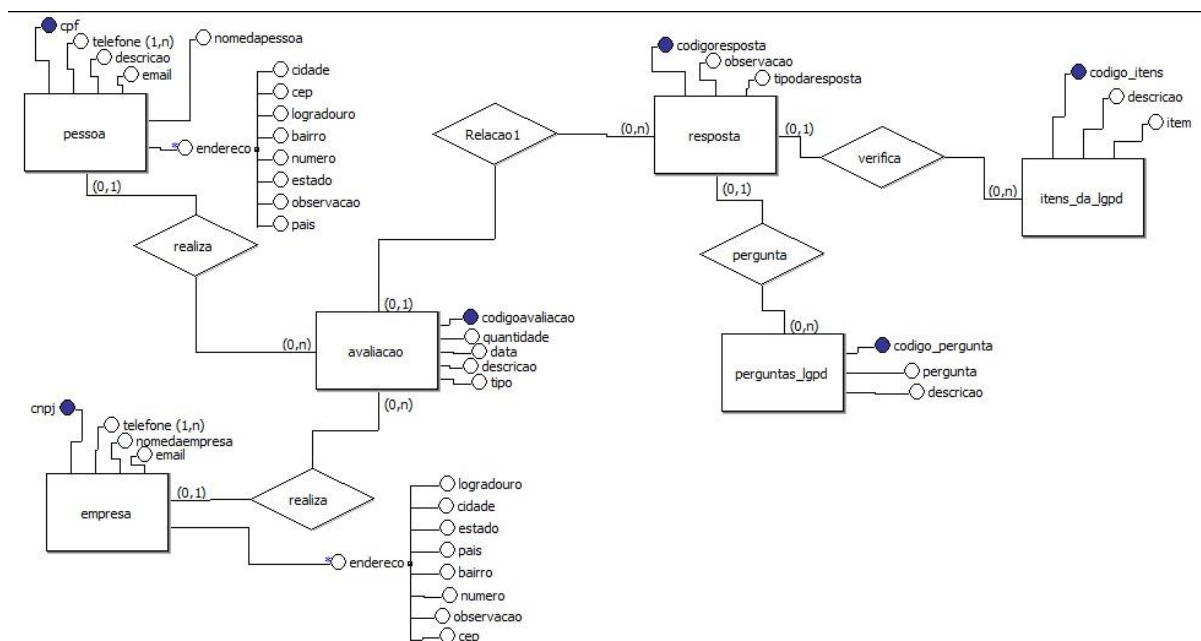 cpf
telefone (1,n)
descricao
email
nomedapessoa
pessoa
* endereco
cidade
cep
logradouro
bairro
numero
estado
observacao
pais
(0,1)
realiza
(0,n)
Relacao1
(0,n)
(0,1)
codigoresposta
observacao
tipodaresposta
resposta
(0,1)
verifica
(0,n)
codigo_itens
descricao
item
itens_da_lgpd
(0,1)
pergunta
(0,n)
perguntas_lgpd
codigo_pergunta
pergunta
descricao
avaliacao
codigoavaliacao
quantidade
data
descricao
tipo
(0,n)
cnpj
telefone (1,n)
nomedaempresa
email
empresa
(0,1)
realiza
* endereco
logradouro
cidade
estado
pais
bairro
numero
observacao
cep